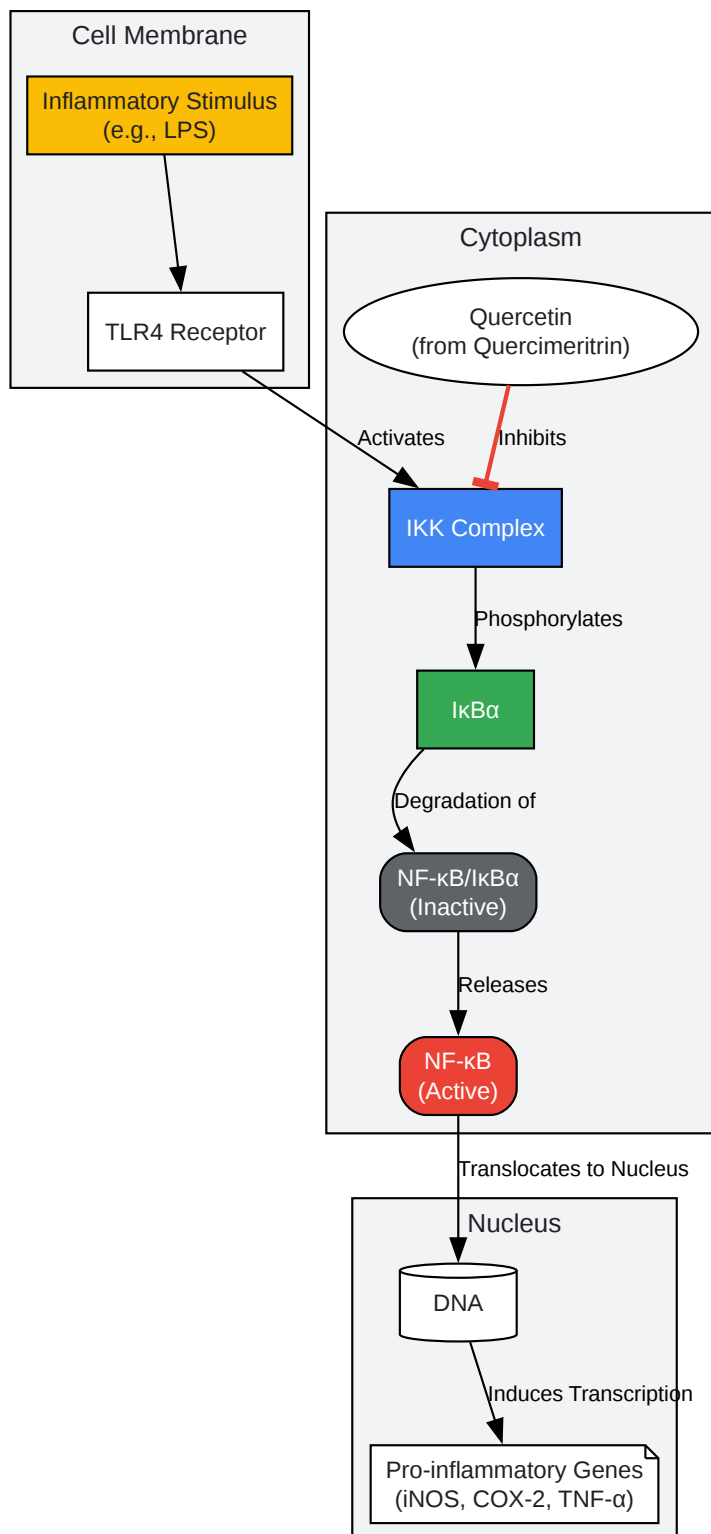 Cell Membrane
Inflammatory Stimulus
(e.g., LPS)
TLR4 Receptor
Cytoplasm
Quercetin
(from Quercimeritrin)
Activates
Inhibits
IKK Complex
Phosphorylates
IκBα
Degradation of
NF-κB/IκBα
(Inactive)
Releases
NF-κB
(Active)
Translocates to Nucleus
Nucleus
DNA
Induces Transcription
Pro-inflammatory Genes
(iNOS, COX-2, TNF-α)